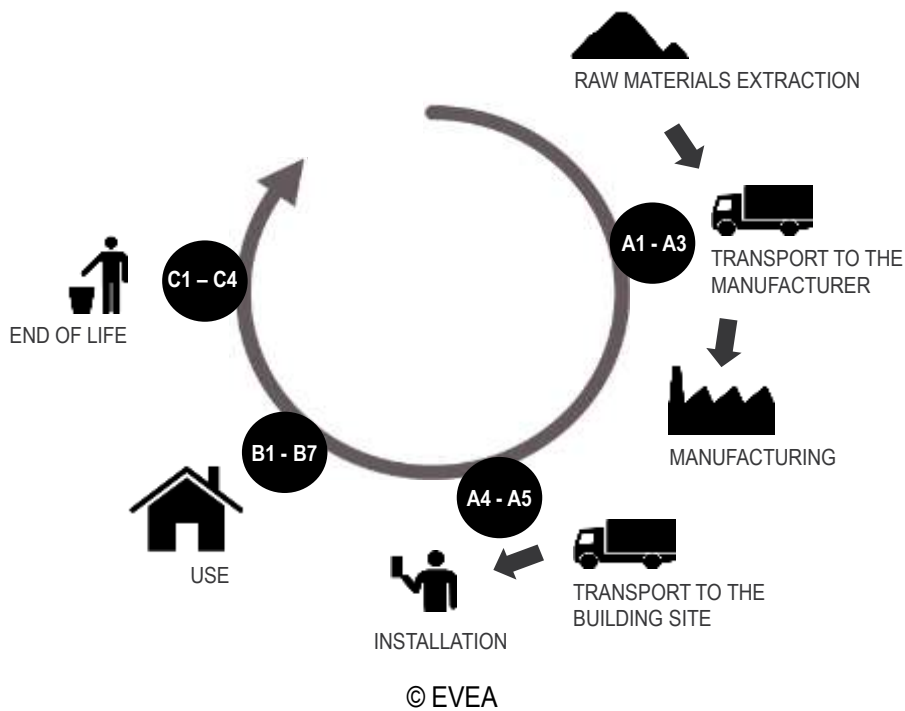 RAW MATERIALS EXTRACTION
A1 - A3
TRANSPORT TO THE
MANUFACTURER
MANUFACTURING
A4 - A5
TRANSPORT TO THE
BUILDING SITE
INSTALLATION
B1 - B7
USE
C1 – C4
END OF LIFE
© EVEA